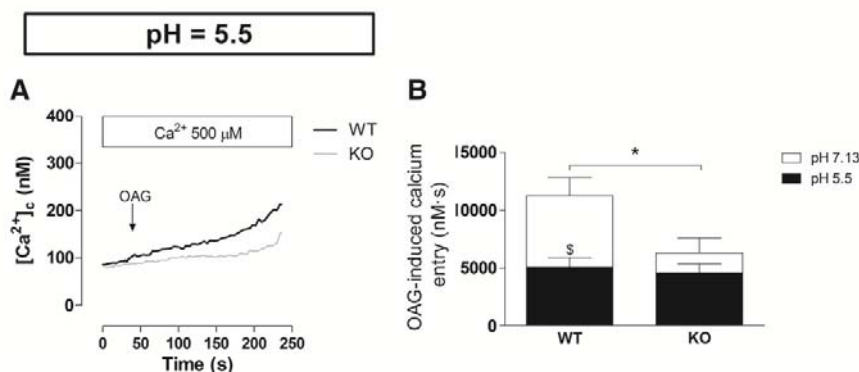 pH = 5.5
A
Ca²⁺ 500 µM
WT
KO
OAG
[Ca²⁺]c (nM)
400
300
200
100
0
0 50 100 150 200 250
Time (s)
B
*
pH 7.13
pH 5.5
$
OAG-induced calcium
entry (nM·s)
15000
10000
5000
0
WT KO